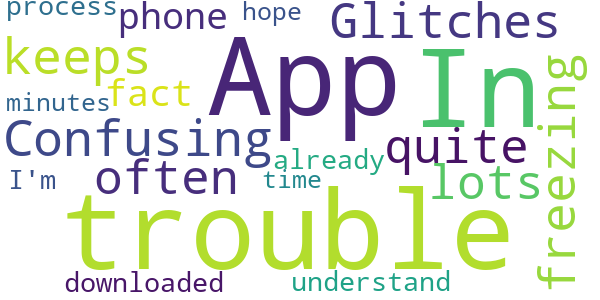 process
phone
hope
Glitches
keeps
App
In
fact
minutes
Confusing
quite
freezing
already
I'm
often
time
lots
trouble
downloaded
understand